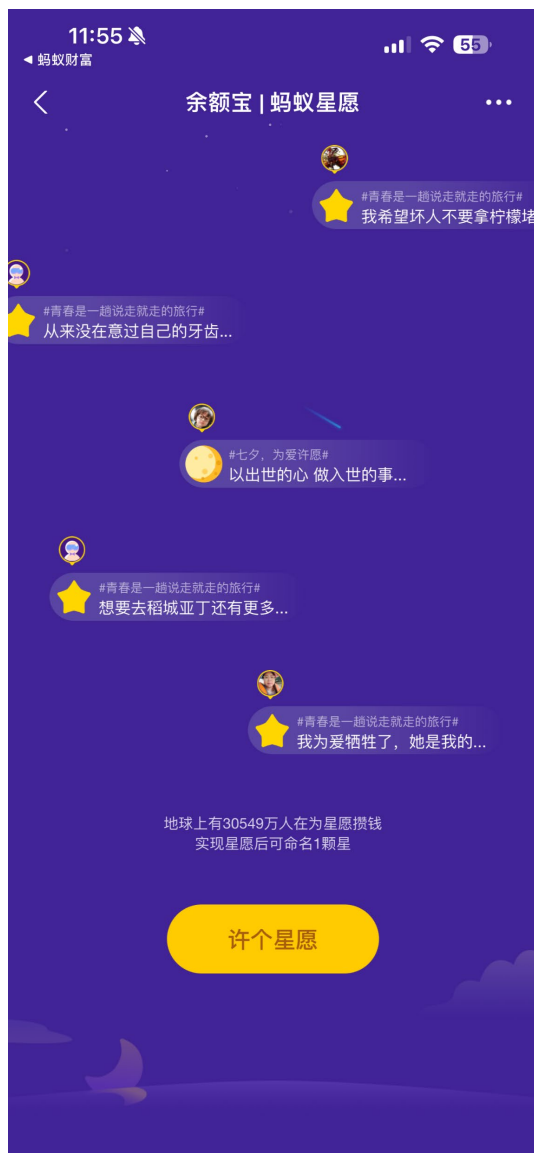 11:55
55
蚂蚁财富
余额宝 | 蚂蚁星愿
#青春是一趟说走就走的旅行#
我希望坏人不要拿柠檬堵
#青春是一趟说走就走的旅行#
从来没在意过自己的牙齿...
#七夕，为爱许愿#
以出世的心 做入世的事...
#青春是一趟说走就走的旅行#
想要去稻城亚丁还有更多...
#青春是一趟说走就走的旅行#
我为爱牺牲了，她是我的...
地球上有30549万人在为星愿攒钱
实现星愿后可命名1颗星
许个星愿